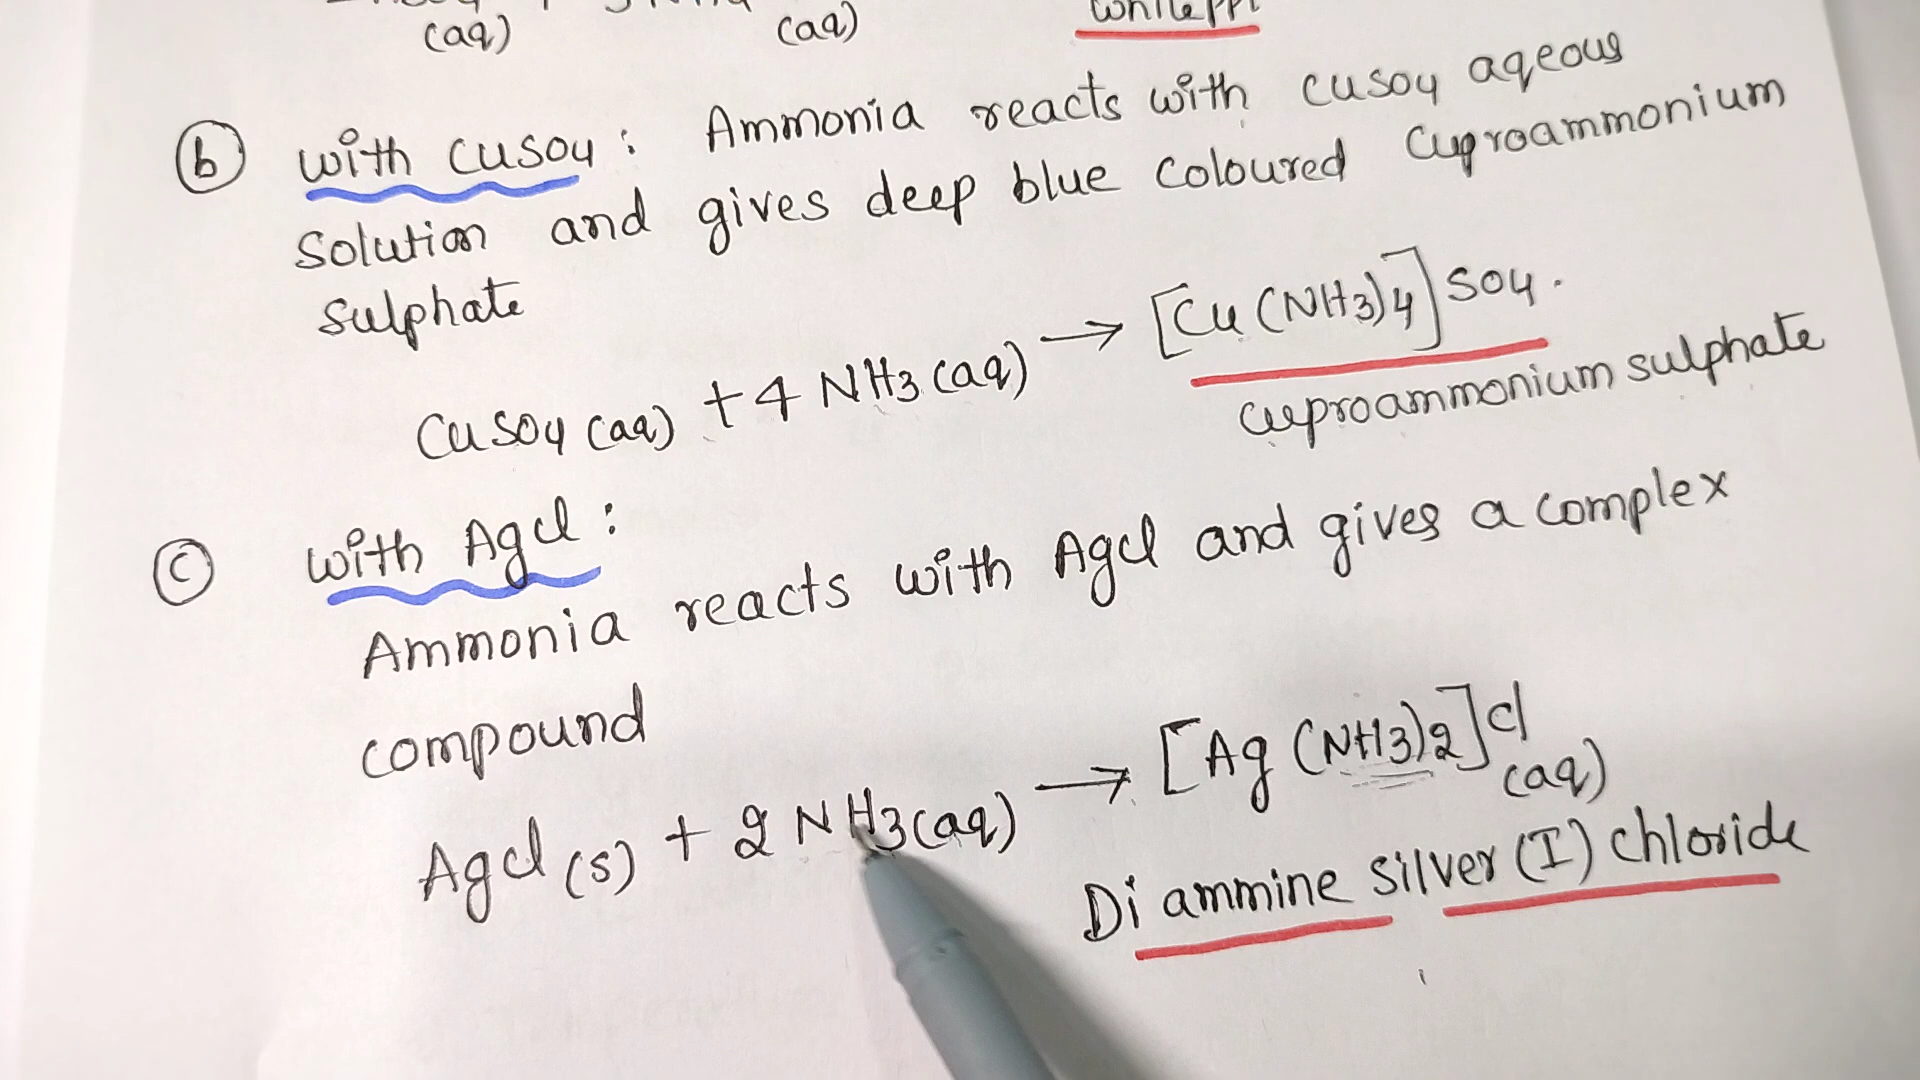 (aq) (aq) white ppt
(b) with CuSO4 : Ammonia reacts with CuSO4 aqeous
solution and gives deep blue coloured Cuproammonium
sulphate
CuSO4 (aq) + 4 NH3 (aq) → [Cu(NH3)4]SO4.
cuproammonium sulphate
(c) with Agcl :
Ammonia reacts with Agcl and gives a complex
compound
Agcl (s) + 2 NH3(aq) → [Ag(NH3)2]cl (aq)
Di ammine silver (I) chloride